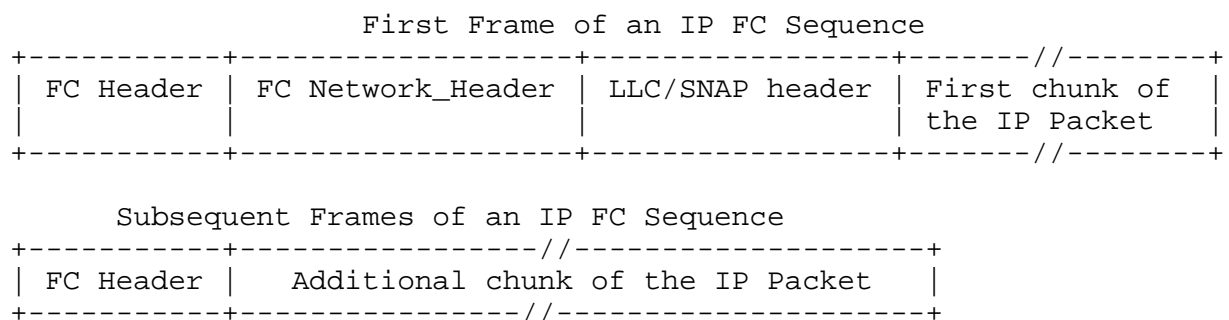 First Frame of an IP FC Sequence
+-----------+-------------------+-----------------+-------//--------+
| FC Header | FC Network_Header | LLC/SNAP header | First chunk of  |
|           |                   |                 | the IP Packet   |
+-----------+-------------------+-----------------+-------//--------+
Subsequent Frames of an IP FC Sequence
+-----------+-----------------//--------------------+
| FC Header |   Additional chunk of the IP Packet   |
+-----------+----------------//---------------------+